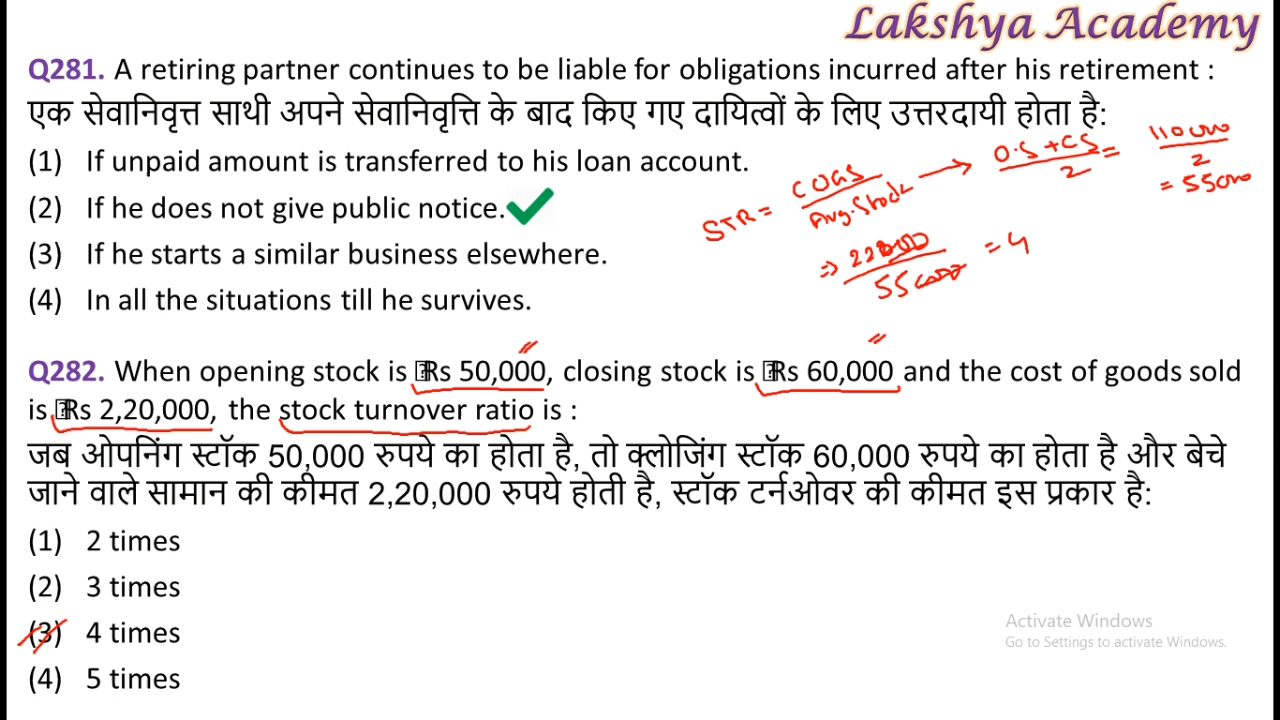 Lakshya Academy
Q281. A retiring partner continues to be liable for obligations incurred after his retirement :
एक सेवानिवृत्त साथी अपने सेवानिवृत्ति के बाद किए गए दायित्वों के लिए उत्तरदायी होता है:
(1) If unpaid amount is transferred to his loan account.
(2) If he does not give public notice.
(3) If he starts a similar business elsewhere.
(4) In all the situations till he survives.
STR = COGS / Avg. Stock → O.S + CS / 2 = 110000 / 2
= 55000
⇒ 220000 / 55000 = 4
Q282. When opening stock is Rs 50,000, closing stock is Rs 60,000 and the cost of goods sold
is Rs 2,20,000, the stock turnover ratio is :
जब ओपनिंग स्टॉक 50,000 रुपये का होता है, तो क्लोजिंग स्टॉक 60,000 रुपये का होता है और बेचे
जाने वाले सामान की कीमत 2,20,000 रुपये होती है, स्टॉक टर्नओवर की कीमत इस प्रकार है:
(1) 2 times
(2) 3 times
(3) 4 times
(4) 5 times
Activate Windows
Go to Settings to activate Windows.